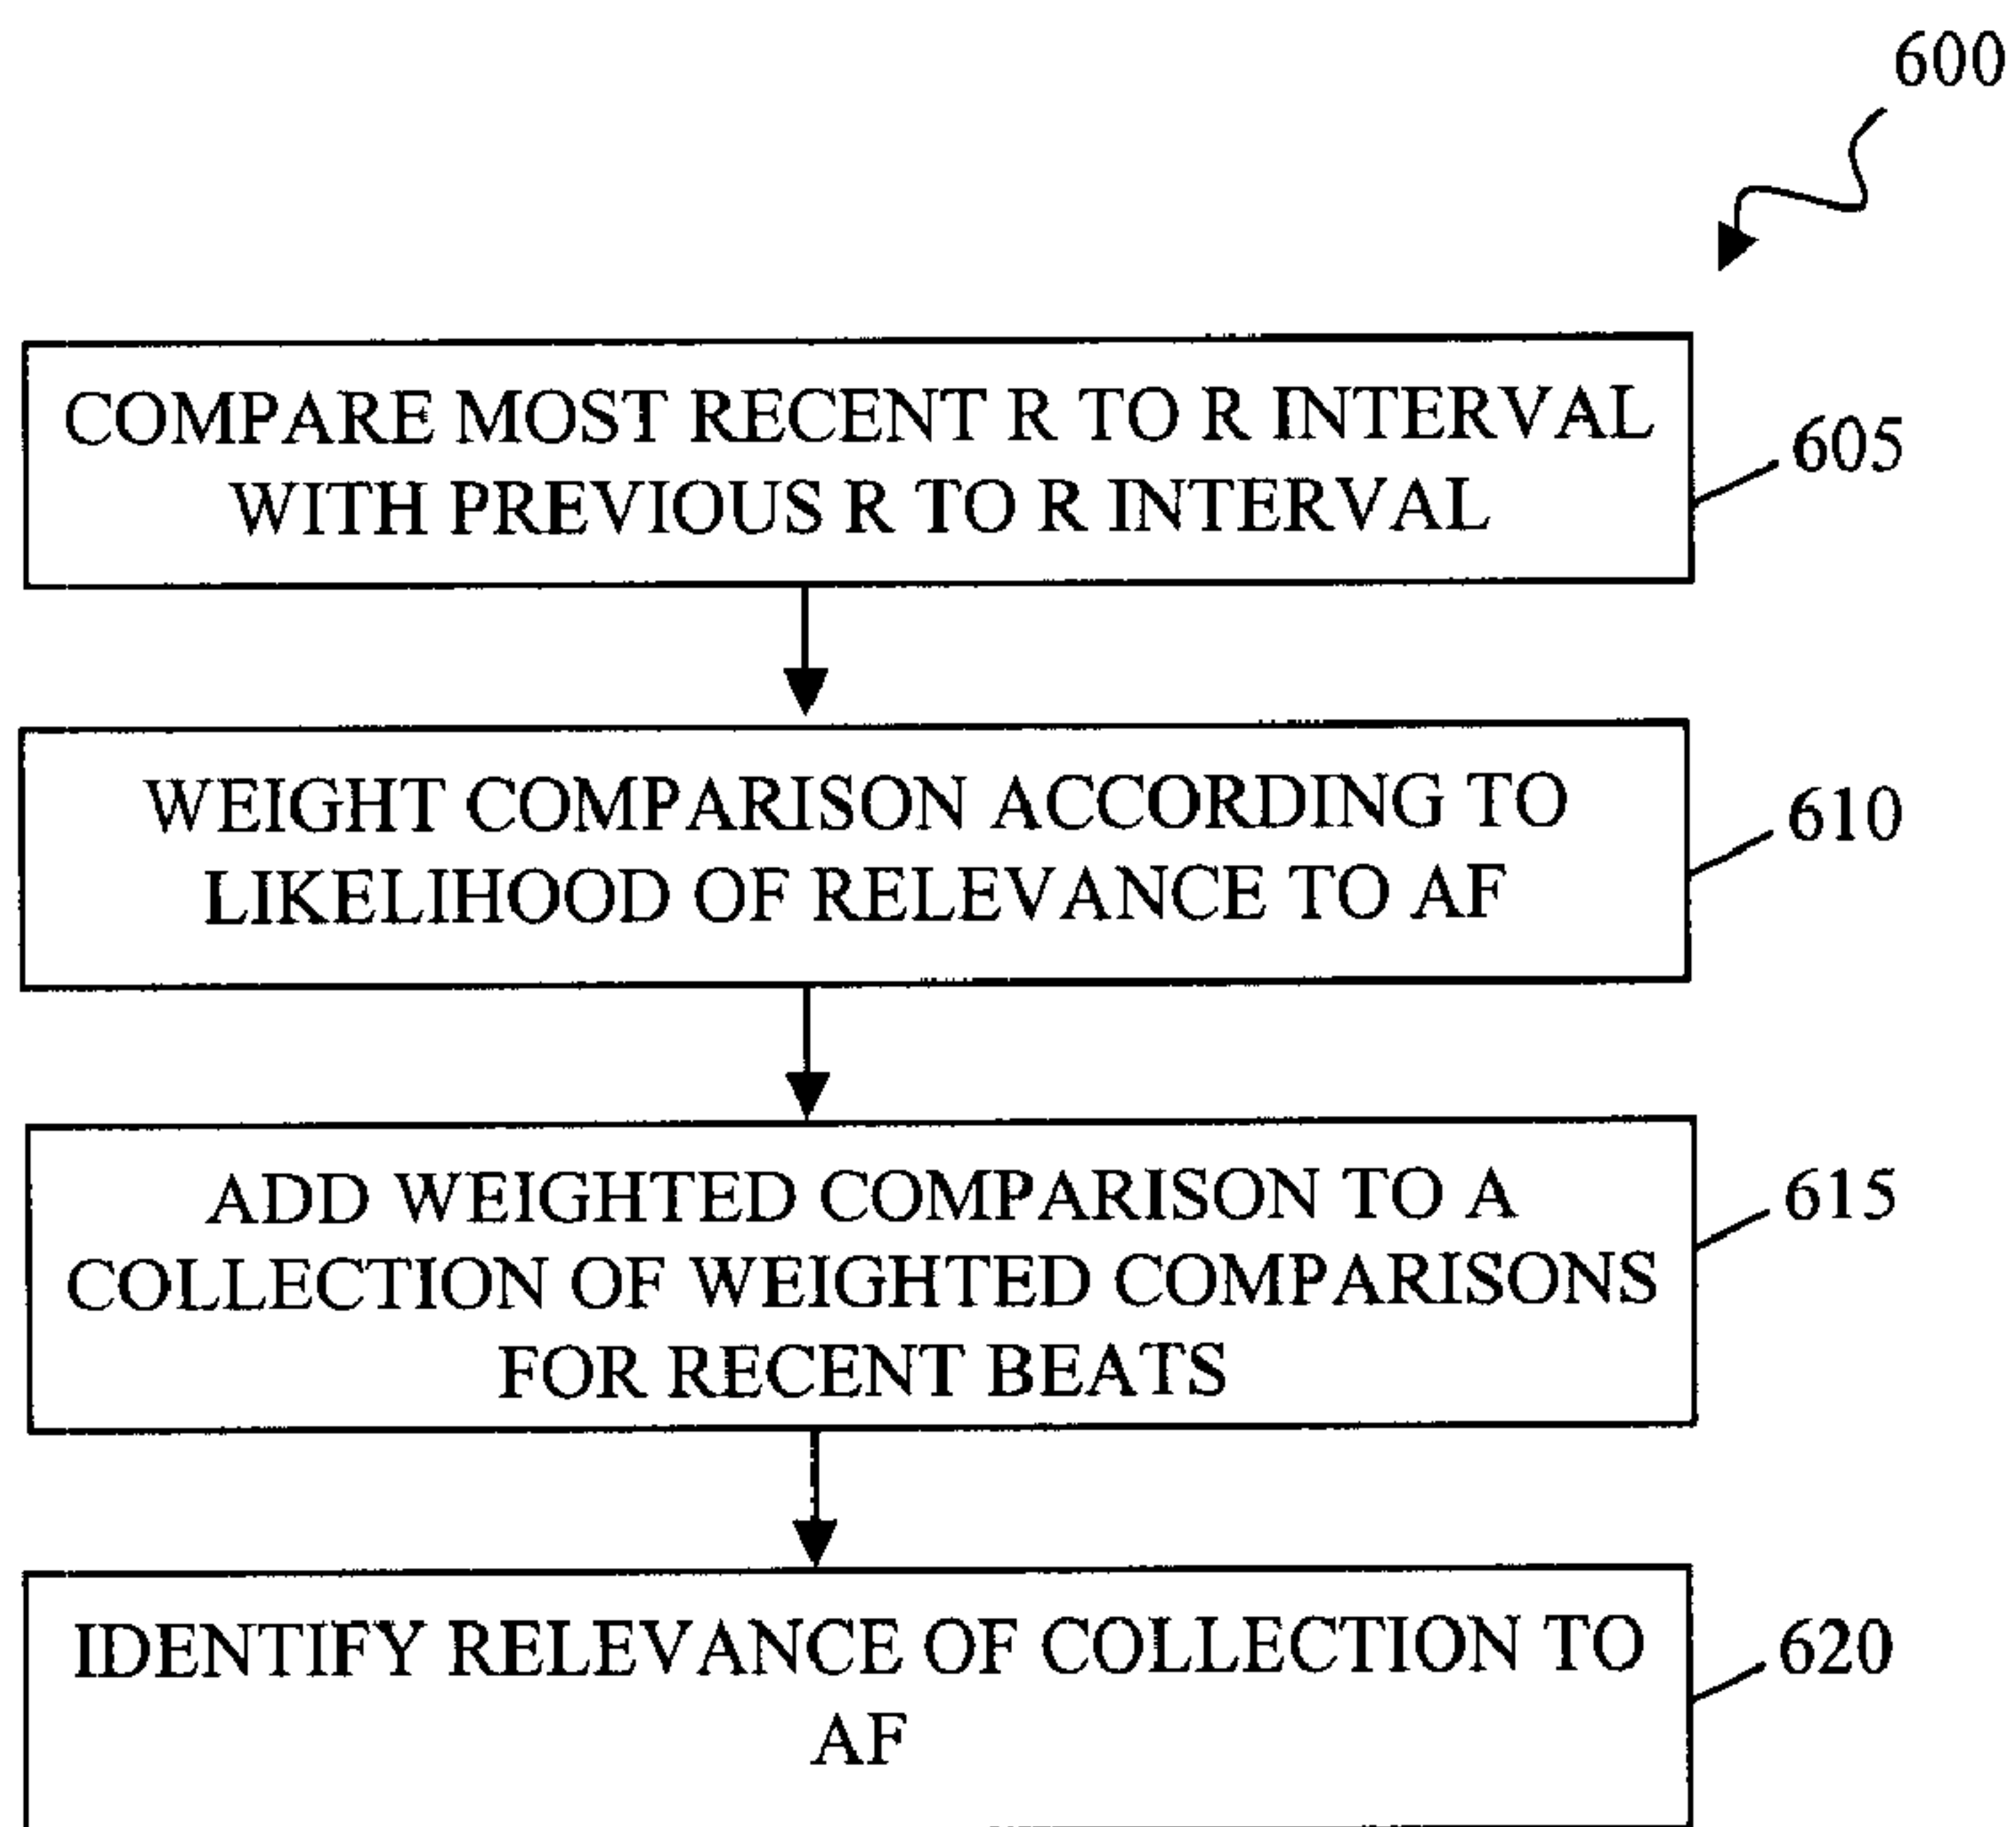 600
COMPARE MOST RECENT R TO R INTERVAL
WITH PREVIOUS R TO R INTERVAL
605
WEIGHT COMPARISON ACCORDING TO
LIKELIHOOD OF RELEVANCE TO AF
610
ADD WEIGHTED COMPARISON TO A
COLLECTION OF WEIGHTED COMPARISONS
FOR RECENT BEATS
615
IDENTIFY RELEVANCE OF COLLECTION TO
AF
620